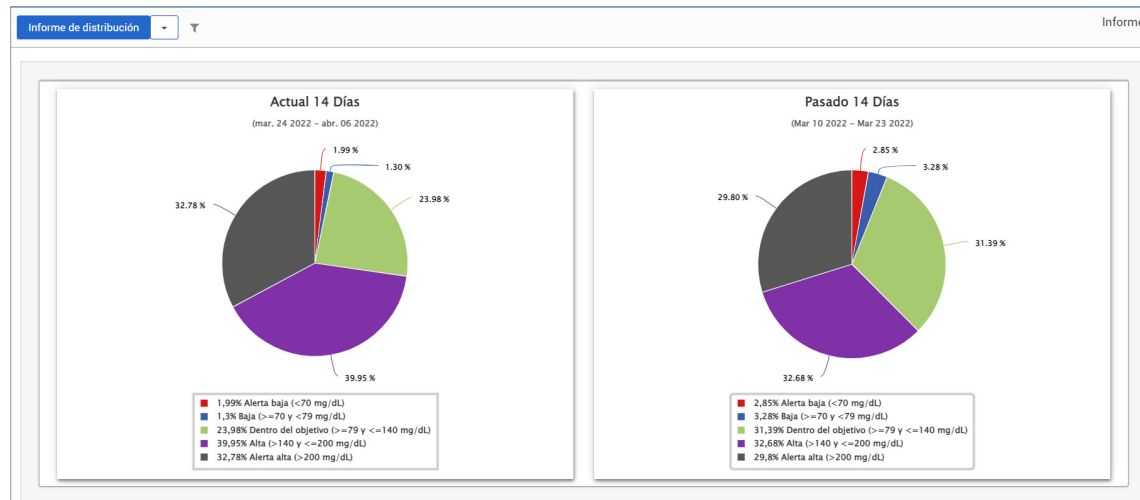 Informe de distribución
Informe
Actual 14 Días
(mar. 24 2022 – abr. 06 2022)
1.99 %
1.30 %
23.98 %
32.78 %
39.95 %
1,99% Alerta baja (<70 mg/dL)
1,3% Baja (>=70 y <79 mg/dL)
23,98% Dentro del objetivo (>=79 y <=140 mg/dL)
39,95% Alta (>140 y <=200 mg/dL)
32,78% Alerta alta (>200 mg/dL)
Pasado 14 Días
(Mar 10 2022 – Mar 23 2022)
2.85 %
3.28 %
29.80 %
31.39 %
32.68 %
2,85% Alerta baja (<70 mg/dL)
3,28% Baja (>=70 y <79 mg/dL)
31,39% Dentro del objetivo (>=79 y <=140 mg/dL)
32,68% Alta (>140 y <=200 mg/dL)
29,8% Alerta alta (>200 mg/dL)